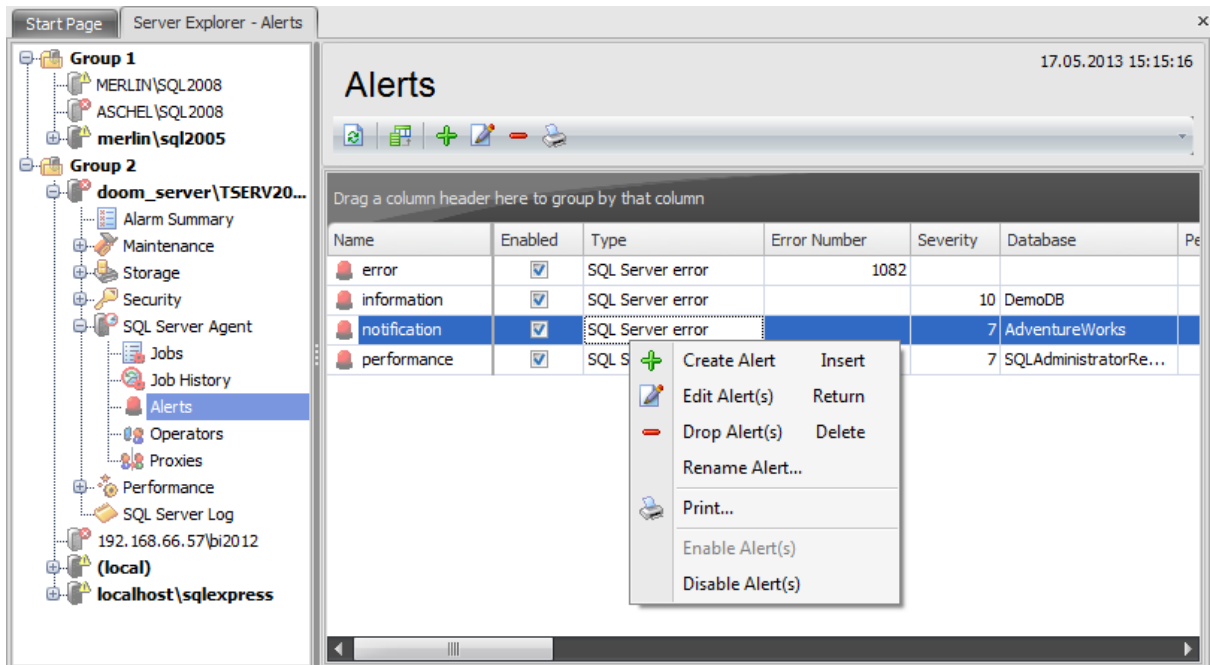 Start Page
Server Explorer - Alerts
Group 1
MERLIN\SQL2008
ASCHEL\SQL2008
merlin\sql2005
Group 2
doom_server\TSERV20...
Alarm Summary
Maintenance
Storage
Security
SQL Server Agent
Jobs
Job History
Alerts
Operators
Proxies
Performance
SQL Server Log
192.168.66.57\bi2012
(local)
localhost\sqlexpress
17.05.2013 15:15:16
Alerts
Drag a column header here to group by that column
Name Enabled Type Error Number Severity Database Pe
error SQL Server error 1082
information SQL Server error 10 DemoDB
notification SQL Server error 7 AdventureWorks
performance SQL S 7 SQLAdministratorRe...
Create Alert Insert
Edit Alert(s) Return
Drop Alert(s) Delete
Rename Alert...
Print...
Enable Alert(s)
Disable Alert(s)